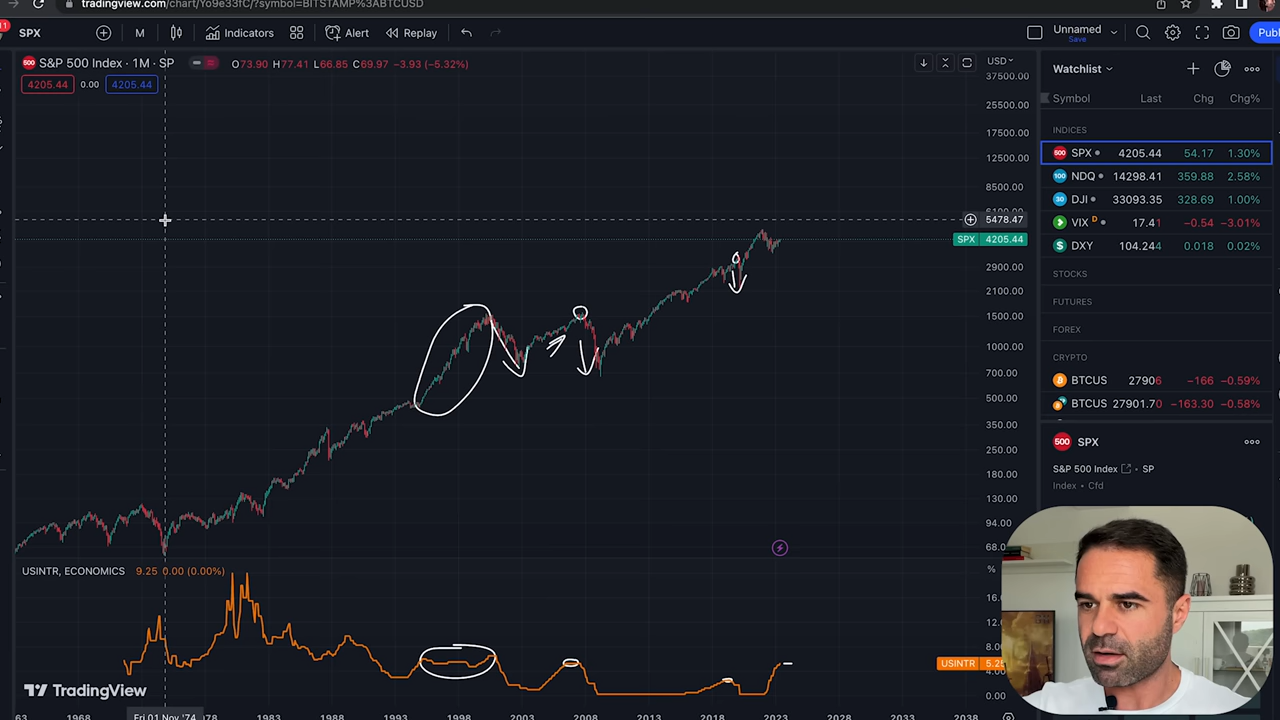 tradingview.com/chart/Yo9e33fC/?symbol=BITSTAMP%3ABTCUSD
SPX M Indicators Alert Replay Unnamed Save Publ
S&P 500 Index · 1M · SP O73.90 H77.41 L66.85 C69.97 −3.93 (−5.32%) USD
4205.44 0.00 4205.44
37500.00
25500.00
17500.00
12500.00
8500.00
5478.47
SPX 4205.44
2900.00
2100.00
1500.00
1000.00
700.00
500.00
350.00
250.00
180.00
130.00
94.00
68.00
USINTR, ECONOMICS 9.25 0.00 (0.00%) %
16.0
12.0
8.00
USINTR 5.25
4.00
0.00
TradingView
63 1968 Fri 01 Nov '74 78 1983 1988 1993 1998 2003 2008 2013 2018 2023 2028 2033 2038
Watchlist
Symbol Last Chg Chg%
INDICES
SPX 4205.44 54.17 1.30%
NDQ 14298.41 359.88 2.58%
DJI 33093.35 328.69 1.00%
VIX D 17.41 −0.54 −3.01%
DXY 104.244 0.018 0.02%
STOCKS
FUTURES
FOREX
CRYPTO
BTCUS 27906 −166 −0.59%
BTCUS 27901.70 −163.30 −0.58%
500 SPX
S&P 500 Index · SP
Index · Cfd